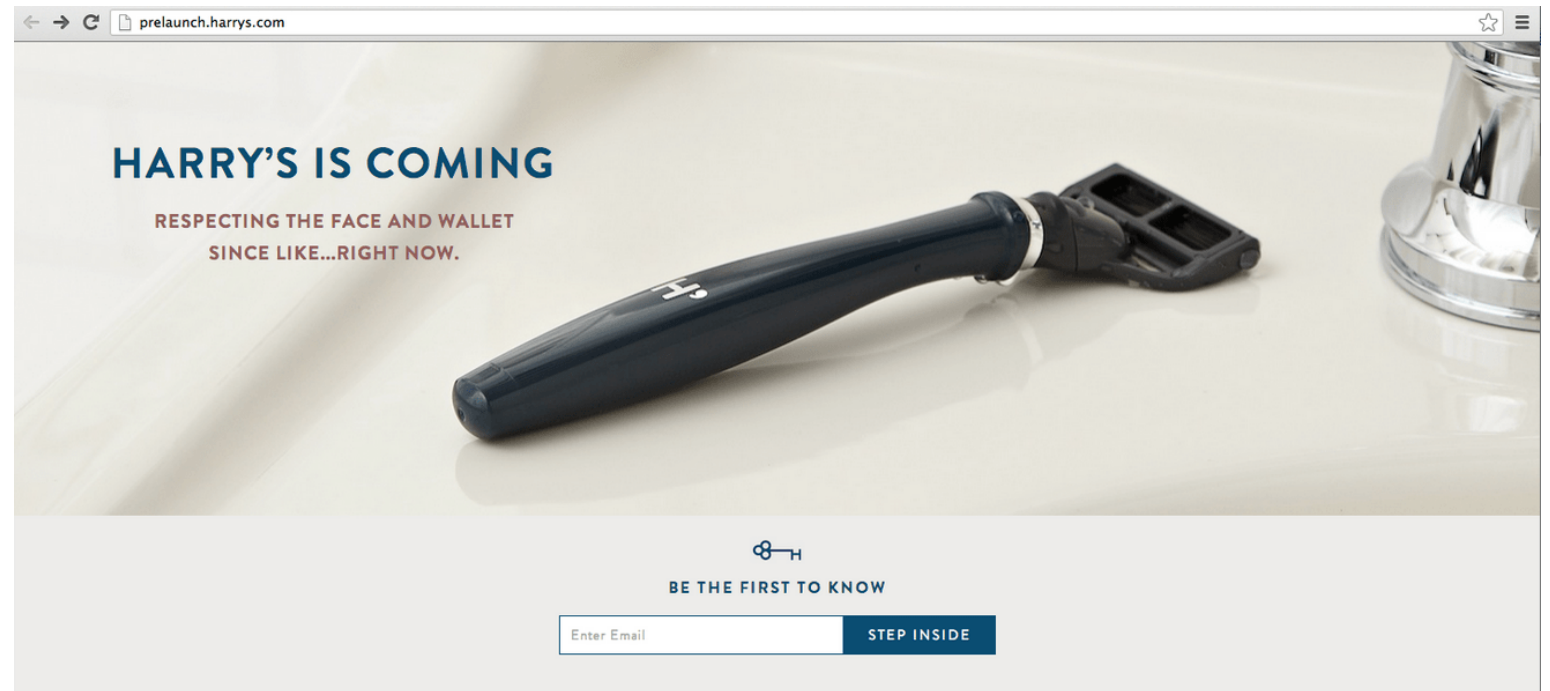 prelaunch.harrys.com
HARRY'S IS COMING
RESPECTING THE FACE AND WALLET
SINCE LIKE...RIGHT NOW.
H'
H
BE THE FIRST TO KNOW
Enter Email
STEP INSIDE